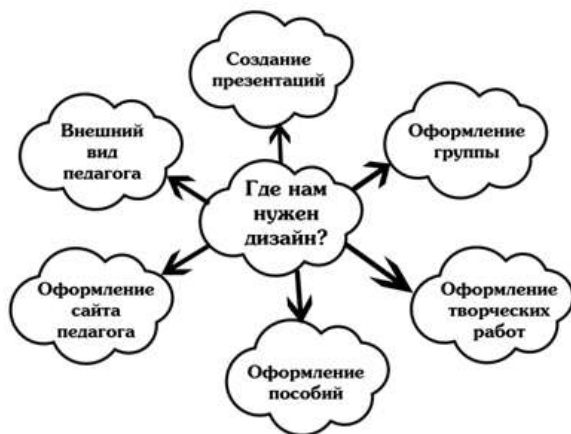 Создание
презентаций
Внешний
вид
педагога
Оформление
группы
Где нам
нужен
дизайн?
Оформление
сайта
педагога
Оформление
творческих
работ
Оформление
пособий